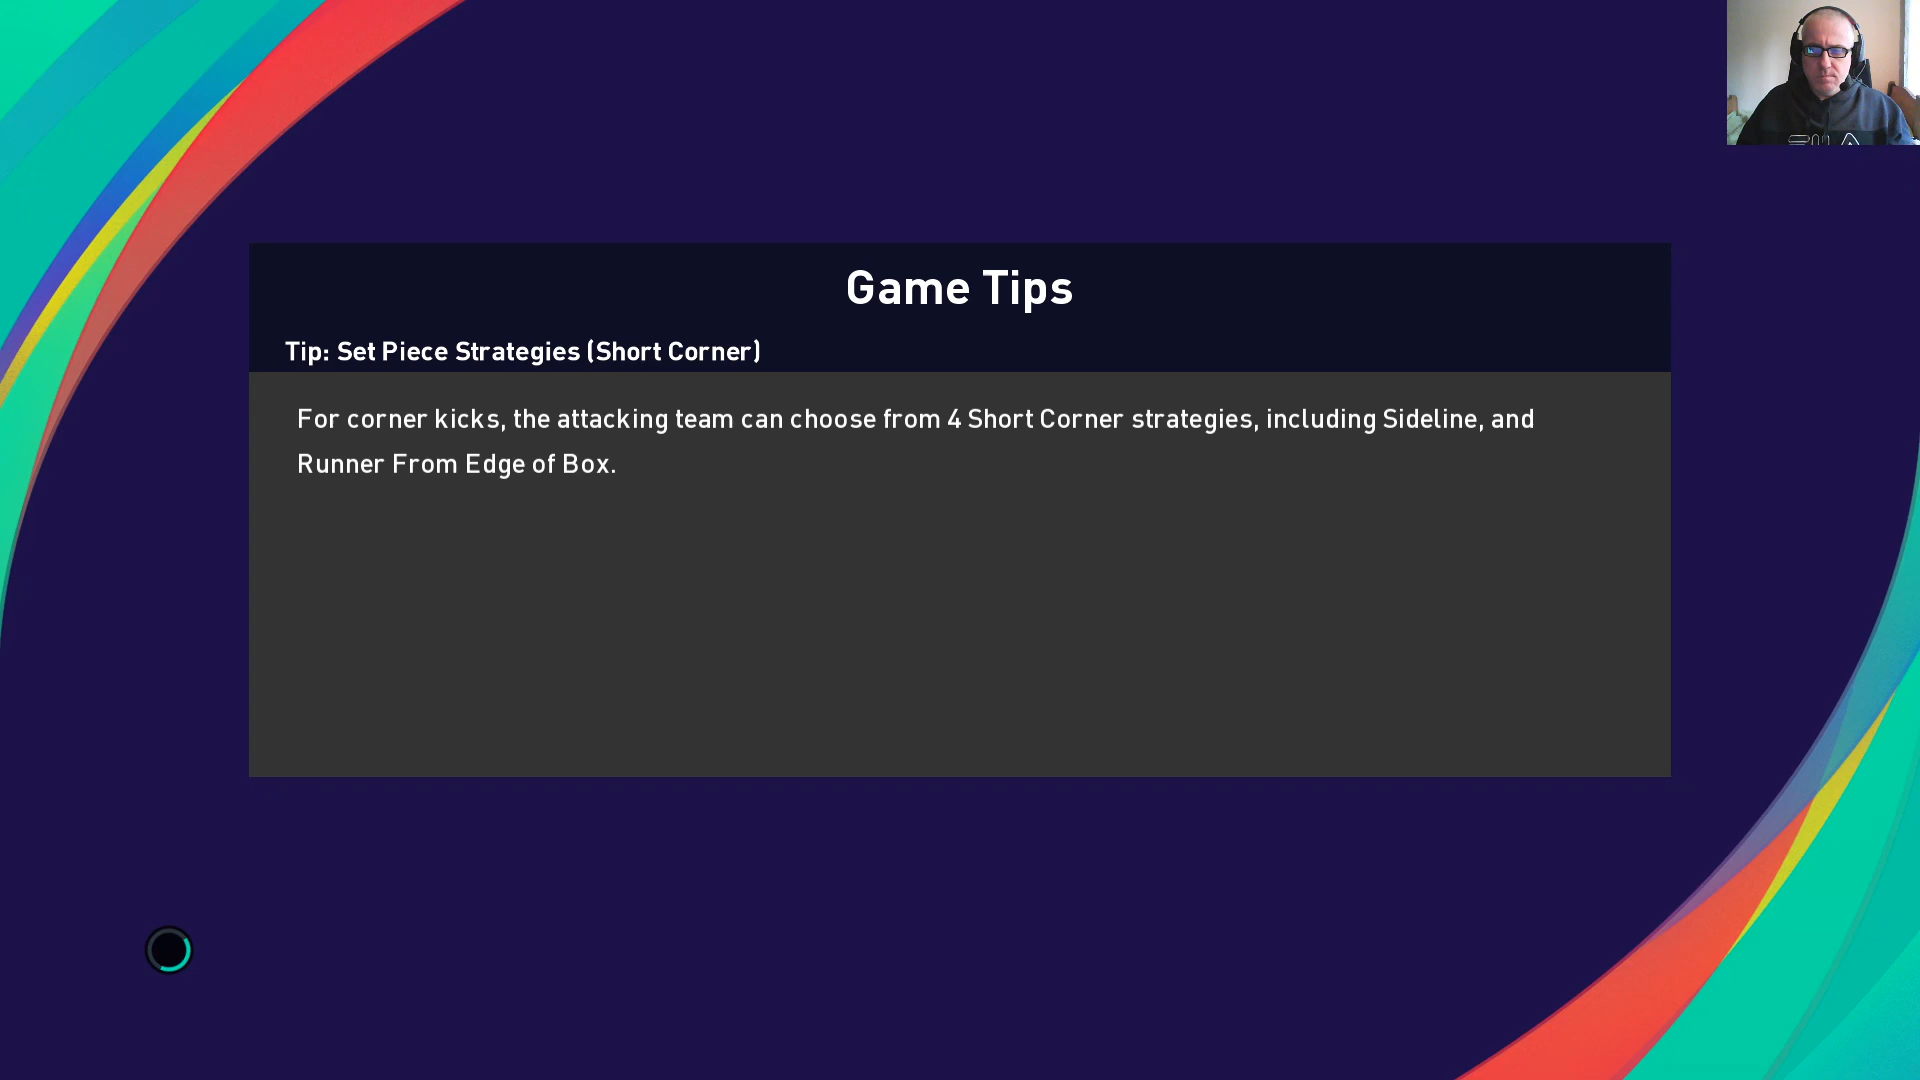 Game Tips
Tip: Set Piece Strategies (Short Corner)
For corner kicks, the attacking team can choose from 4 Short Corner strategies, including Sideline, and
Runner From Edge of Box.